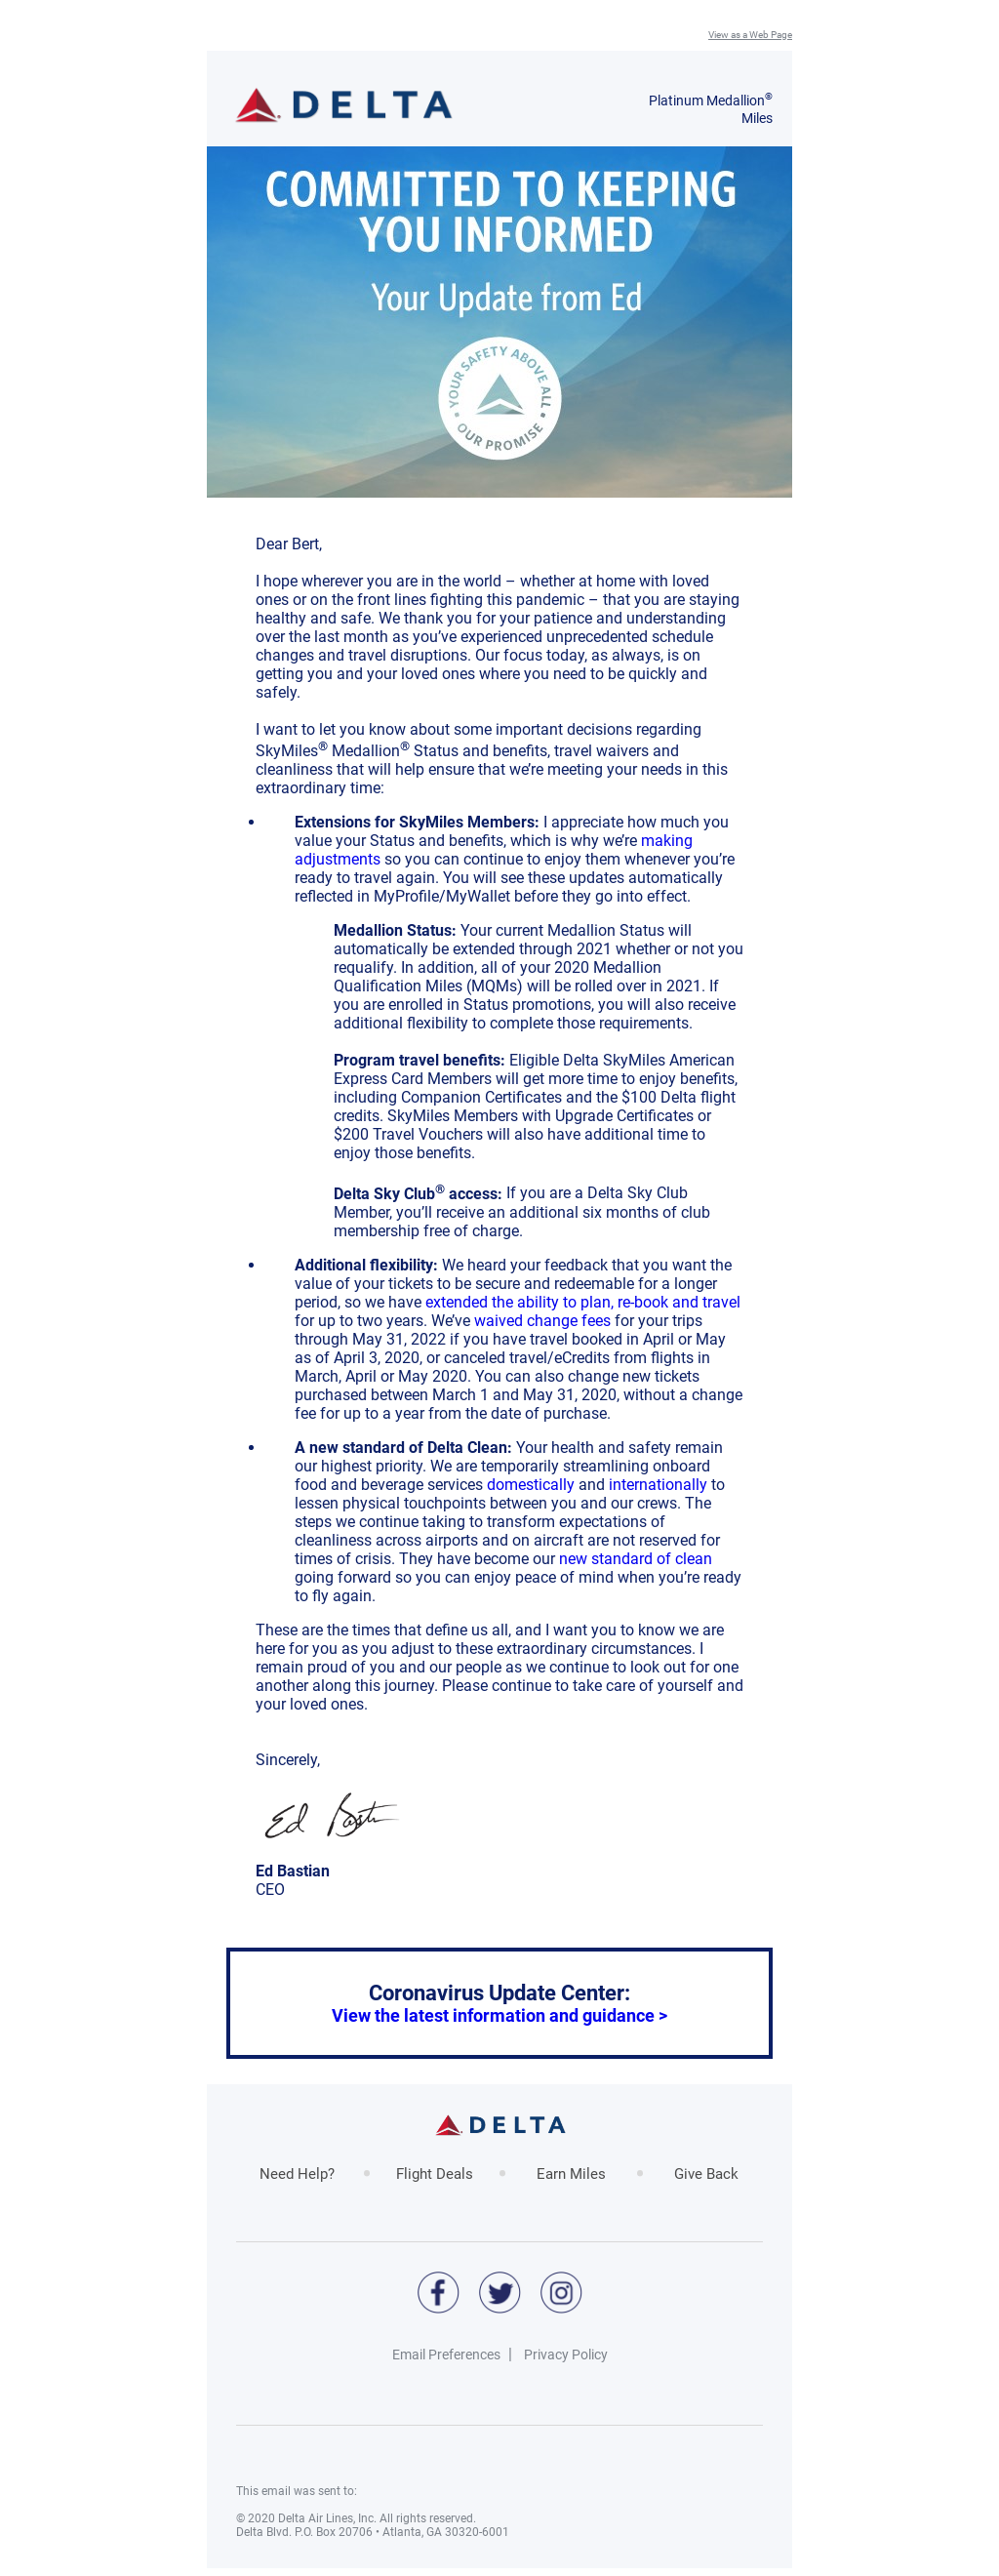 View as a Web Page
DELTA
Platinum Medallion®
Miles
COMMITTED TO KEEPING
YOU INFORMED
Your Update from Ed
YOUR SAFETY ABOVE ALL
• OUR PROMISE •
Dear Bert,
I hope wherever you are in the world – whether at home with loved
ones or on the front lines fighting this pandemic – that you are staying
healthy and safe. We thank you for your patience and understanding
over the last month as you’ve experienced unprecedented schedule
changes and travel disruptions. Our focus today, as always, is on
getting you and your loved ones where you need to be quickly and
safely.
I want to let you know about some important decisions regarding
SkyMiles® Medallion® Status and benefits, travel waivers and
cleanliness that will help ensure that we’re meeting your needs in this
extraordinary time:
• Extensions for SkyMiles Members: I appreciate how much you
value your Status and benefits, which is why we’re making
adjustments so you can continue to enjoy them whenever you’re
ready to travel again. You will see these updates automatically
reflected in MyProfile/MyWallet before they go into effect.
Medallion Status: Your current Medallion Status will
automatically be extended through 2021 whether or not you
requalify. In addition, all of your 2020 Medallion
Qualification Miles (MQMs) will be rolled over in 2021. If
you are enrolled in Status promotions, you will also receive
additional flexibility to complete those requirements.
Program travel benefits: Eligible Delta SkyMiles American
Express Card Members will get more time to enjoy benefits,
including Companion Certificates and the $100 Delta flight
credits. SkyMiles Members with Upgrade Certificates or
$200 Travel Vouchers will also have additional time to
enjoy those benefits.
Delta Sky Club® access: If you are a Delta Sky Club
Member, you’ll receive an additional six months of club
membership free of charge.
• Additional flexibility: We heard your feedback that you want the
value of your tickets to be secure and redeemable for a longer
period, so we have extended the ability to plan, re-book and travel
for up to two years. We’ve waived change fees for your trips
through May 31, 2022 if you have travel booked in April or May
as of April 3, 2020, or canceled travel/eCredits from flights in
March, April or May 2020. You can also change new tickets
purchased between March 1 and May 31, 2020, without a change
fee for up to a year from the date of purchase.
• A new standard of Delta Clean: Your health and safety remain
our highest priority. We are temporarily streamlining onboard
food and beverage services domestically and internationally to
lessen physical touchpoints between you and our crews. The
steps we continue taking to transform expectations of
cleanliness across airports and on aircraft are not reserved for
times of crisis. They have become our new standard of clean
going forward so you can enjoy peace of mind when you’re ready
to fly again.
These are the times that define us all, and I want you to know we are
here for you as you adjust to these extraordinary circumstances. I
remain proud of you and our people as we continue to look out for one
another along this journey. Please continue to take care of yourself and
your loved ones.
Sincerely,
Ed Bastian
Ed Bastian
CEO
Coronavirus Update Center:
View the latest information and guidance >
DELTA
Need Help? • Flight Deals • Earn Miles • Give Back
Email Preferences | Privacy Policy
This email was sent to:
© 2020 Delta Air Lines, Inc. All rights reserved.
Delta Blvd. P.O. Box 20706 • Atlanta, GA 30320-6001